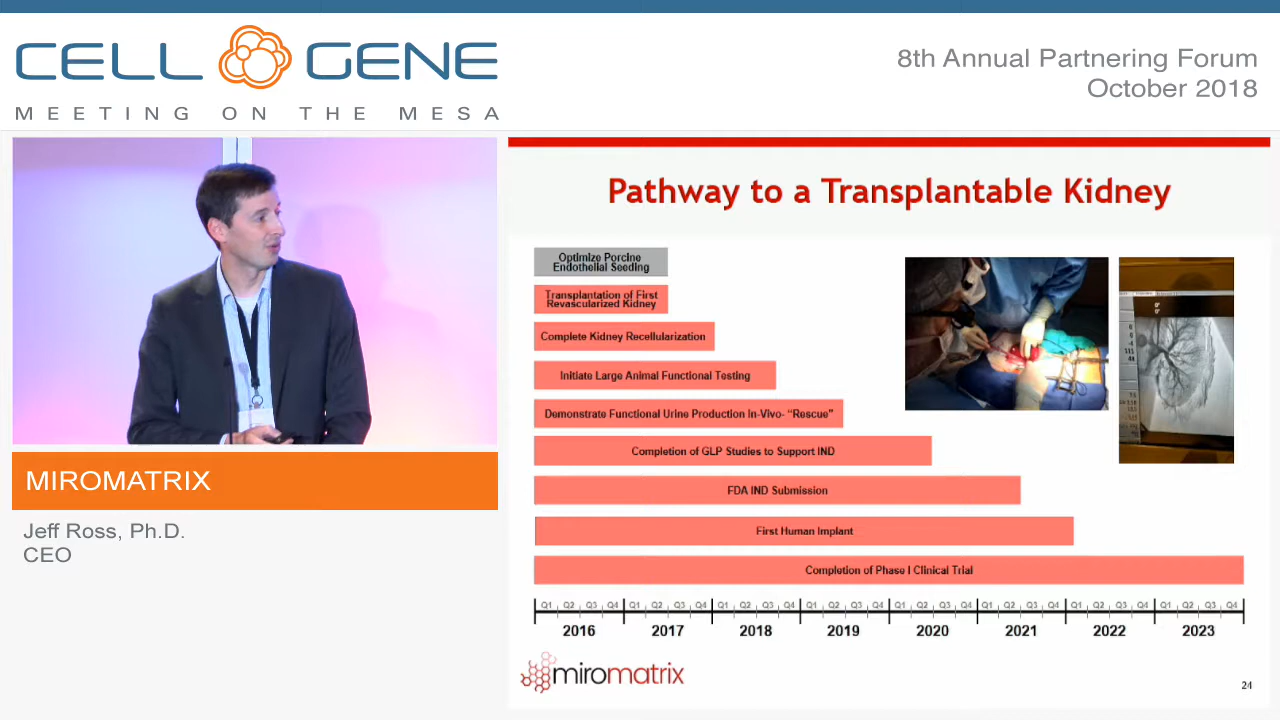 CELL GENE
MEETING ON THE MESA
8th Annual Partnering Forum
October 2018
MIROMATRIX
Jeff Ross, Ph.D.
CEO
Pathway to a Transplantable Kidney
Optimize Porcine
Endothelial Seeding
Transplantation of First
Revascularized Kidney
Complete Kidney Recellularization
Initiate Large Animal Functional Testing
Demonstrate Functional Urine Production In-Vivo- “Rescue”
Completion of GLP Studies to Support IND
FDA IND Submission
First Human Implant
Completion of Phase I Clinical Trial
Q1 Q2 Q3 Q4 Q1 Q2 Q3 Q4 Q1 Q2 Q3 Q4 Q1 Q2 Q3 Q4 Q1 Q2 Q3 Q4 Q1 Q2 Q3 Q4 Q1 Q2 Q3 Q4 Q1 Q2 Q3 Q4
2016 2017 2018 2019 2020 2021 2022 2023
miromatrix
24